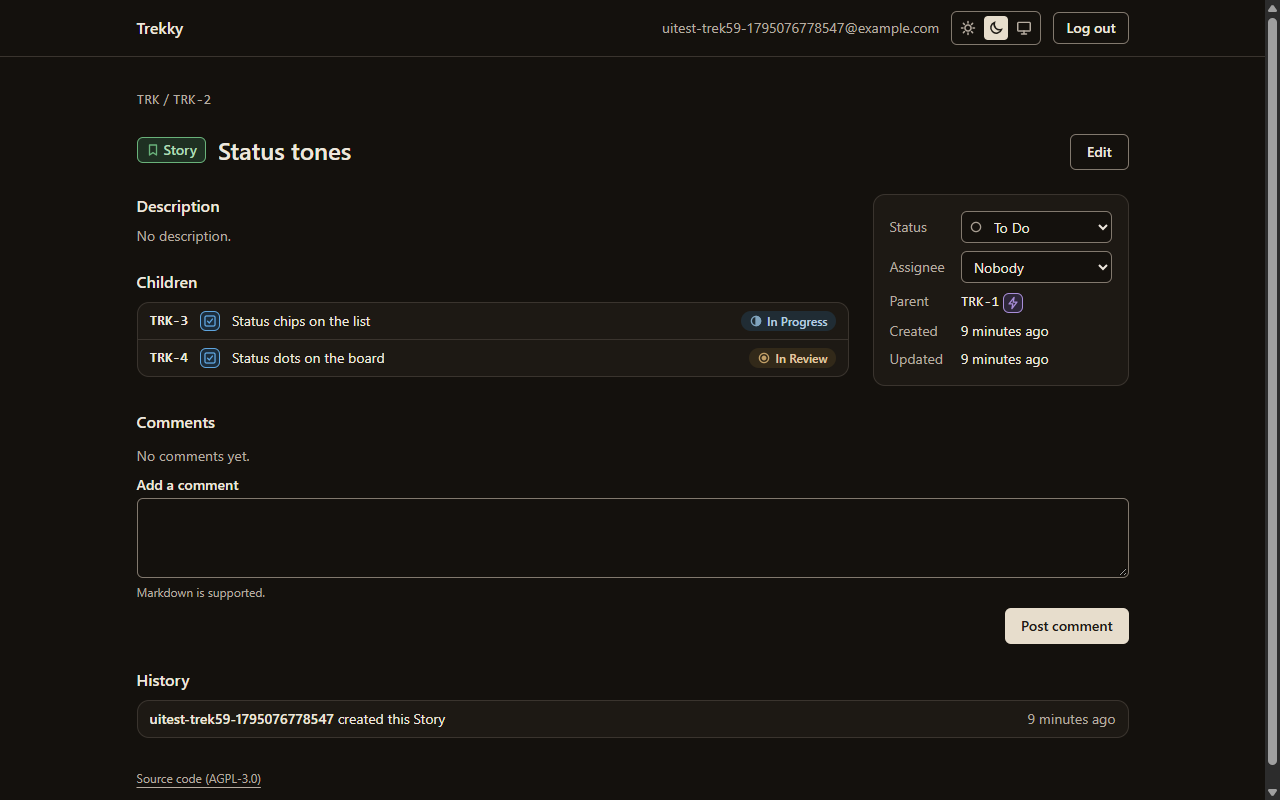 Trekky
uitest-trek59-1795076778547@example.com
Log out
TRK / TRK-2
Story
Status tones
Edit
Description
No description.
Children
TRK-3 Status chips on the list In Progress
TRK-4 Status dots on the board In Review
Status To Do
Assignee Nobody
Parent TRK-1
Created 9 minutes ago
Updated 9 minutes ago
Comments
No comments yet.
Add a comment
Markdown is supported.
Post comment
History
uitest-trek59-1795076778547 created this Story 9 minutes ago
Source code (AGPL-3.0)